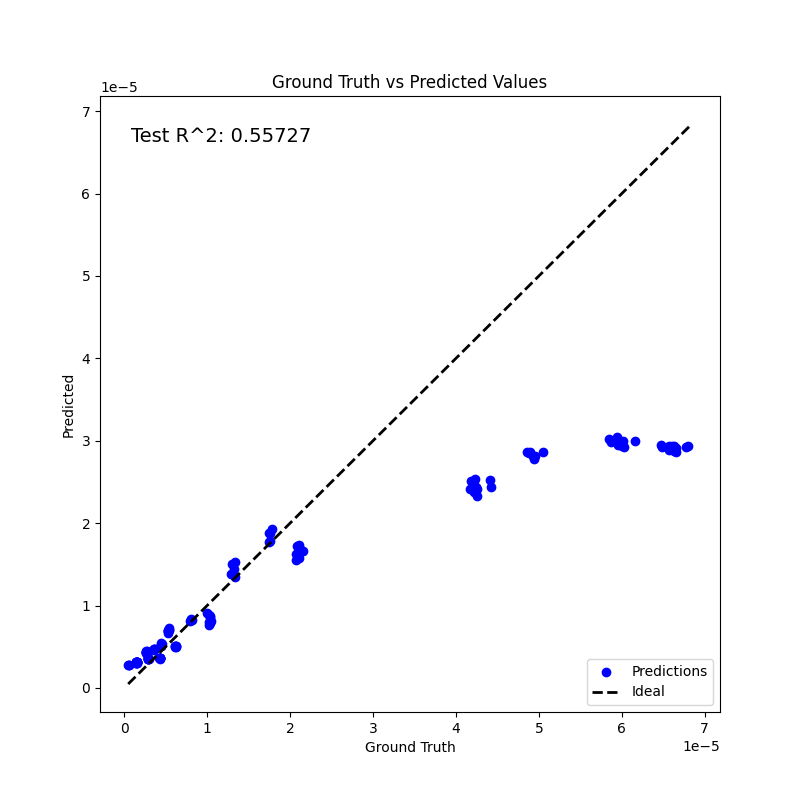 Ground Truth vs Predicted Values
1e−5
Test R^2: 0.55727
7
6
5
4
3
2
1
0
Predicted
Predictions
Ideal
0 1 2 3 4 5 6 7
1e−5
Ground Truth